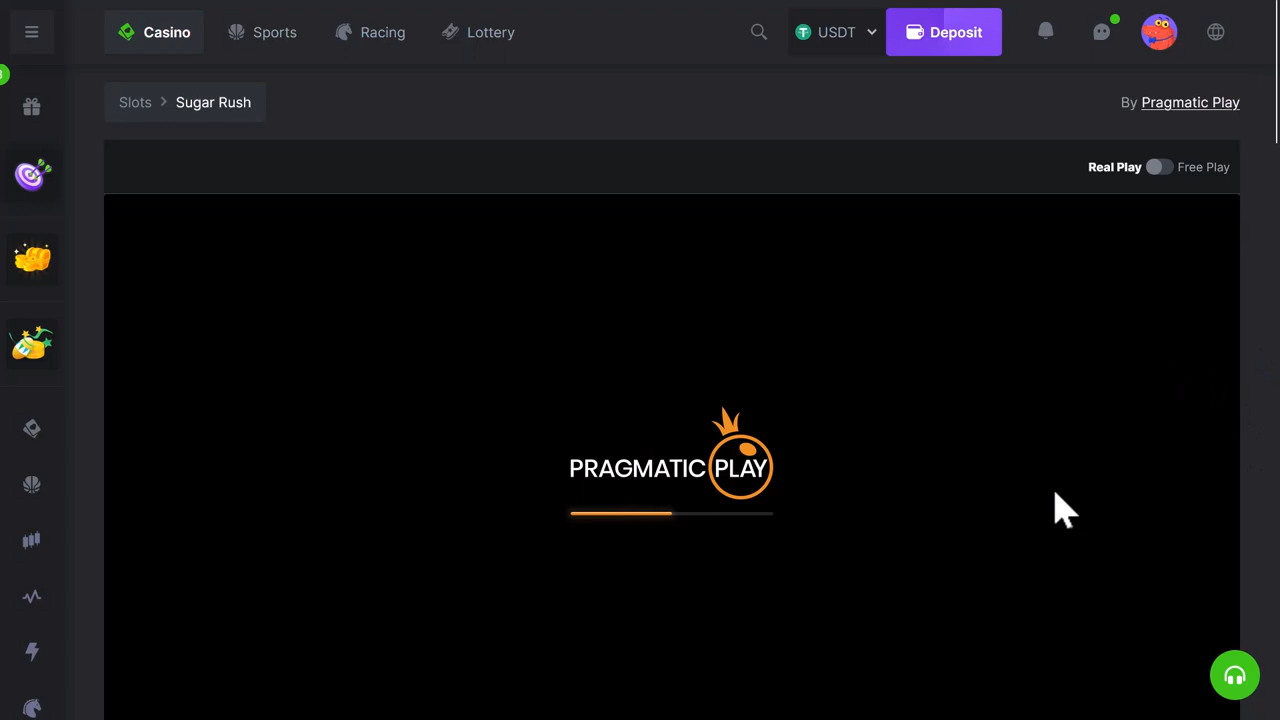 Casino
Sports
Racing
Lottery
USDT
Deposit
Slots > Sugar Rush
By Pragmatic Play
Real Play
Free Play
PRAGMATIC PLAY